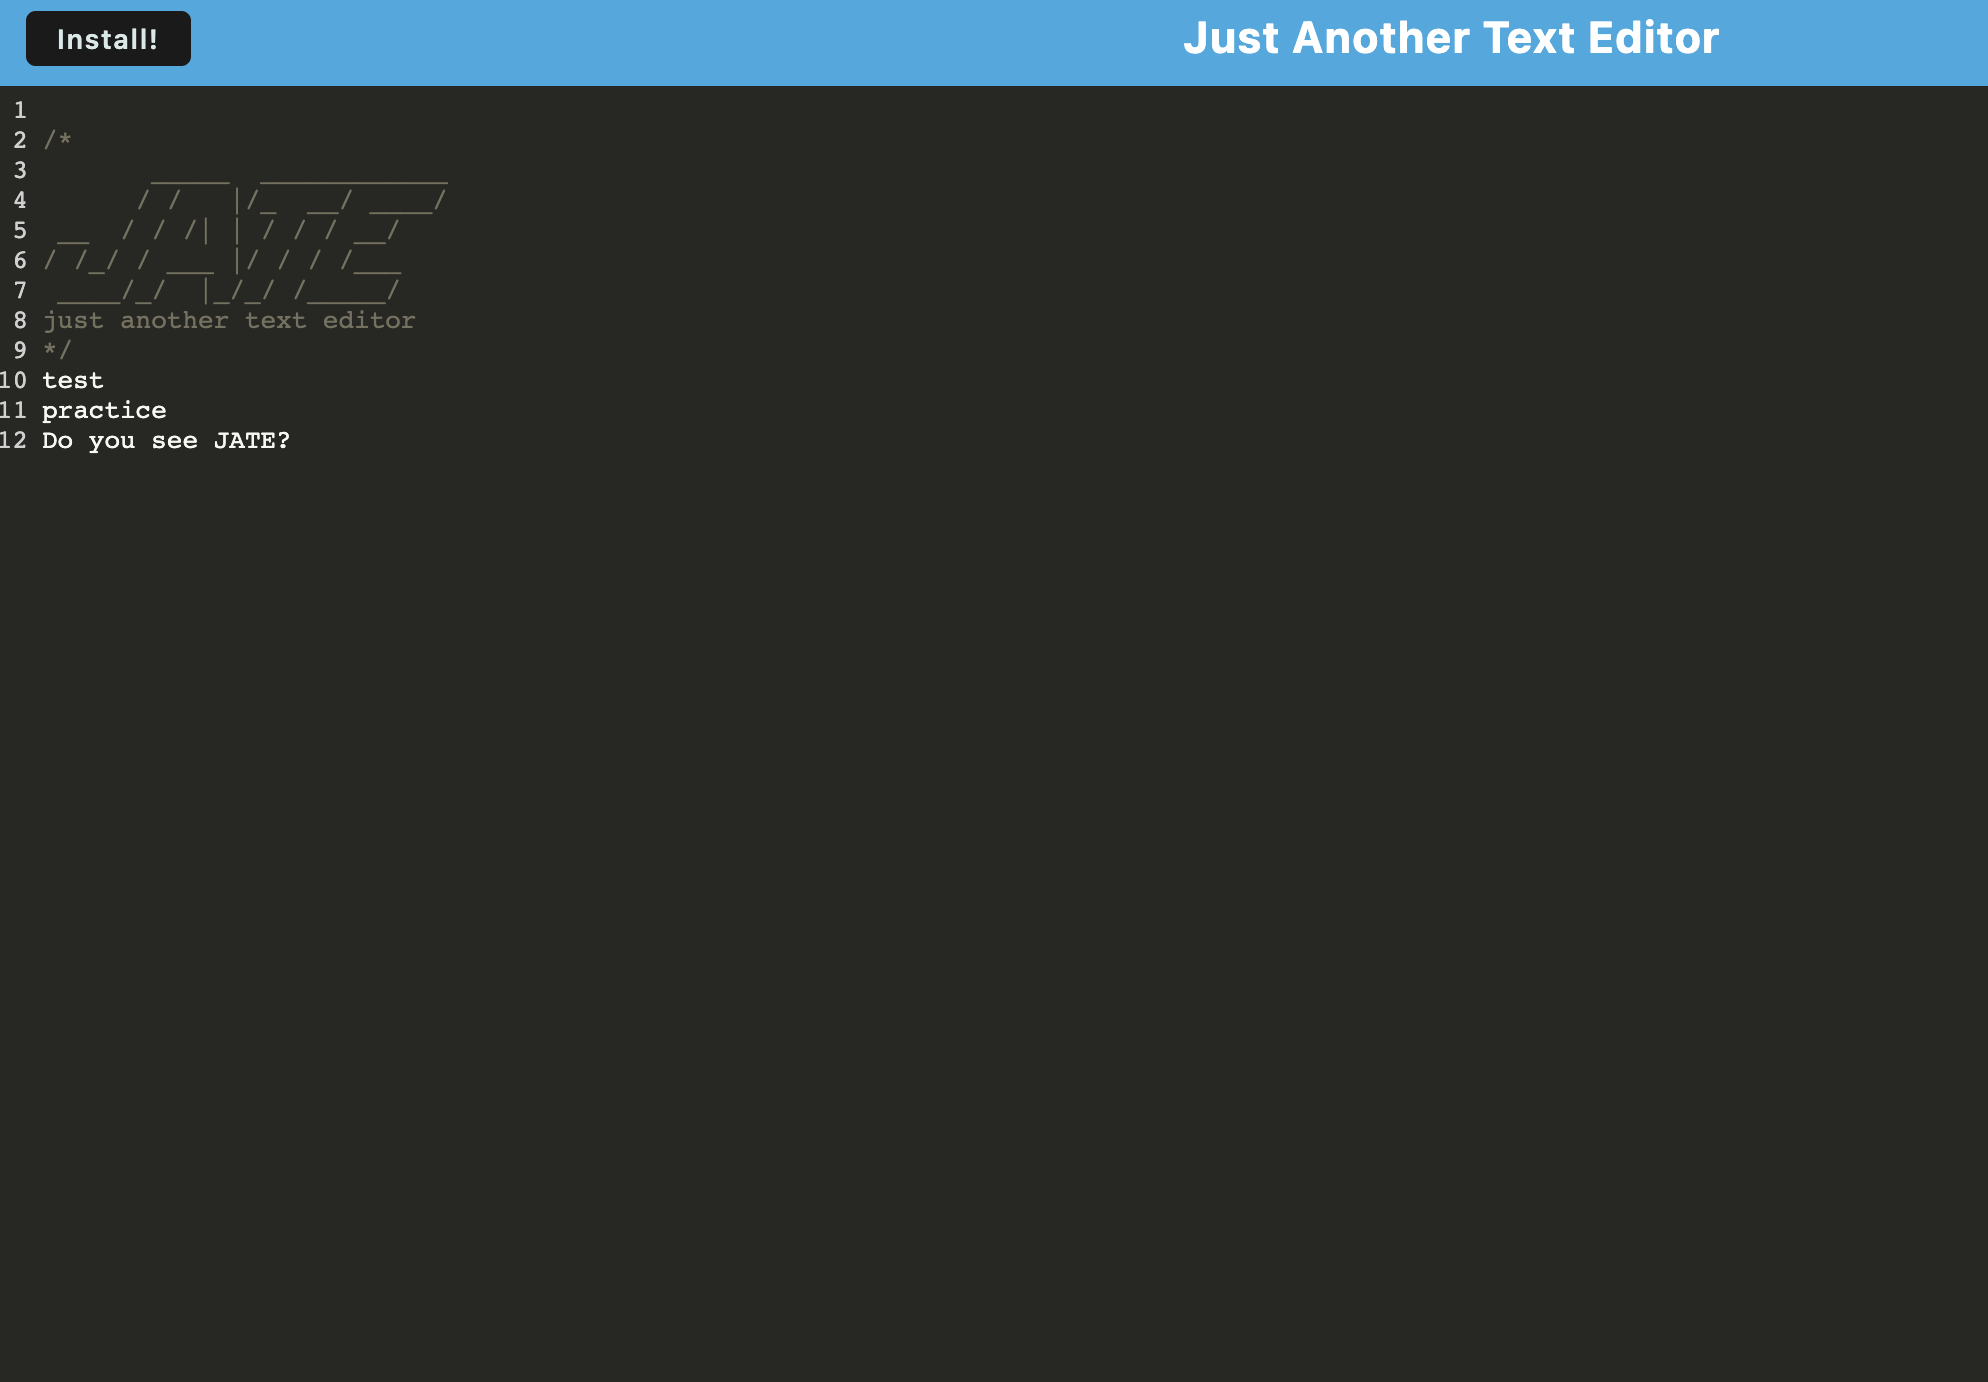 Install!
Just Another Text Editor
1
2 /*
3        _____  ____________
4       / /   |/_  __/ ____/
5  __  / / /| | / / / __/
6 / /_/ / ___ |/ / / /___
7  ____/_/  |_/_/ /_____/
8 just another text editor
9 */
10 test
11 practice
12 Do you see JATE?